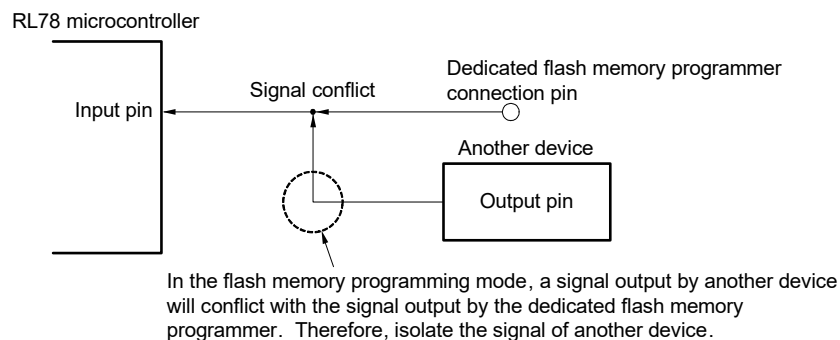 RL78 microcontroller
Dedicated flash memory programmer
connection pin
Signal conflict
Input pin
Another device
Output pin
In the flash memory programming mode, a signal output by another device
will conflict with the signal output by the dedicated flash memory
programmer.  Therefore, isolate the signal of another device.